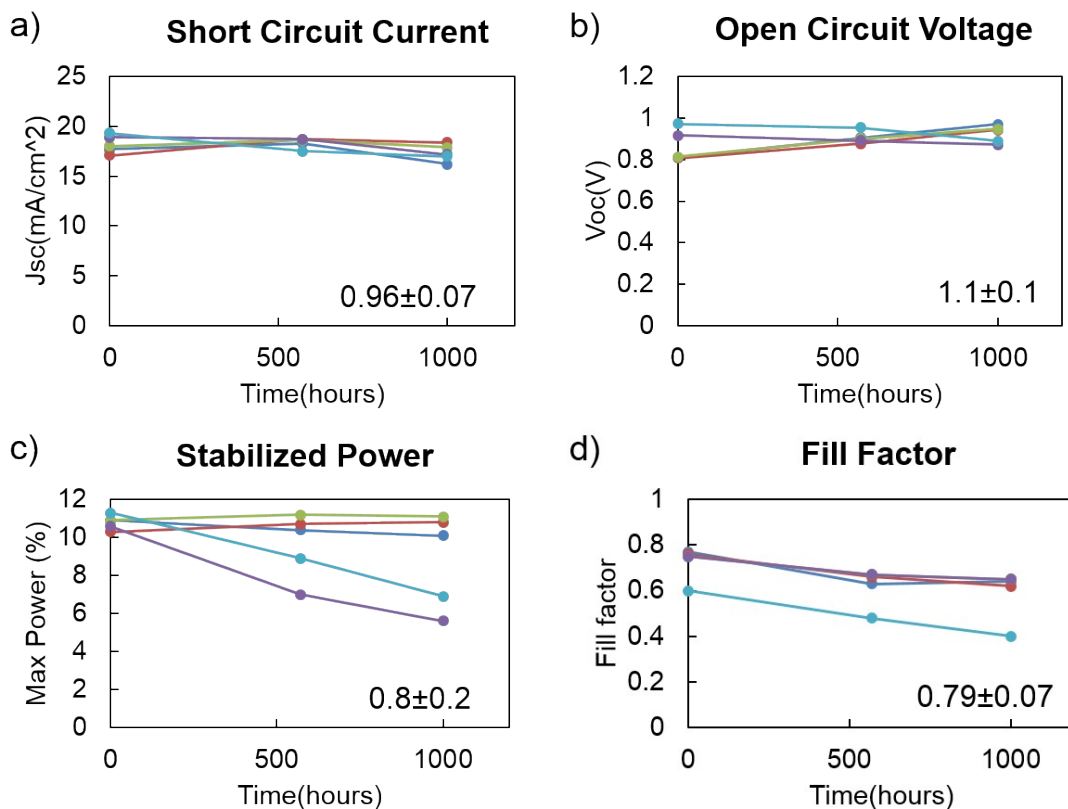 a) Short Circuit Current
25
20
15
10
5
0
Jsc(mA/cm^2)
0.96±0.07
0 500 1000
Time(hours)
b) Open Circuit Voltage
1.2
1
0.8
0.6
0.4
0.2
0
Voc(V)
1.1±0.1
0 500 1000
Time(hours)
c) Stabilized Power
12
10
8
6
4
2
0
Max Power (%)
0.8±0.2
0 500 1000
Time(hours)
d) Fill Factor
1
0.8
0.6
0.4
0.2
0
Fill factor
0.79±0.07
0 500 1000
Time(hours)